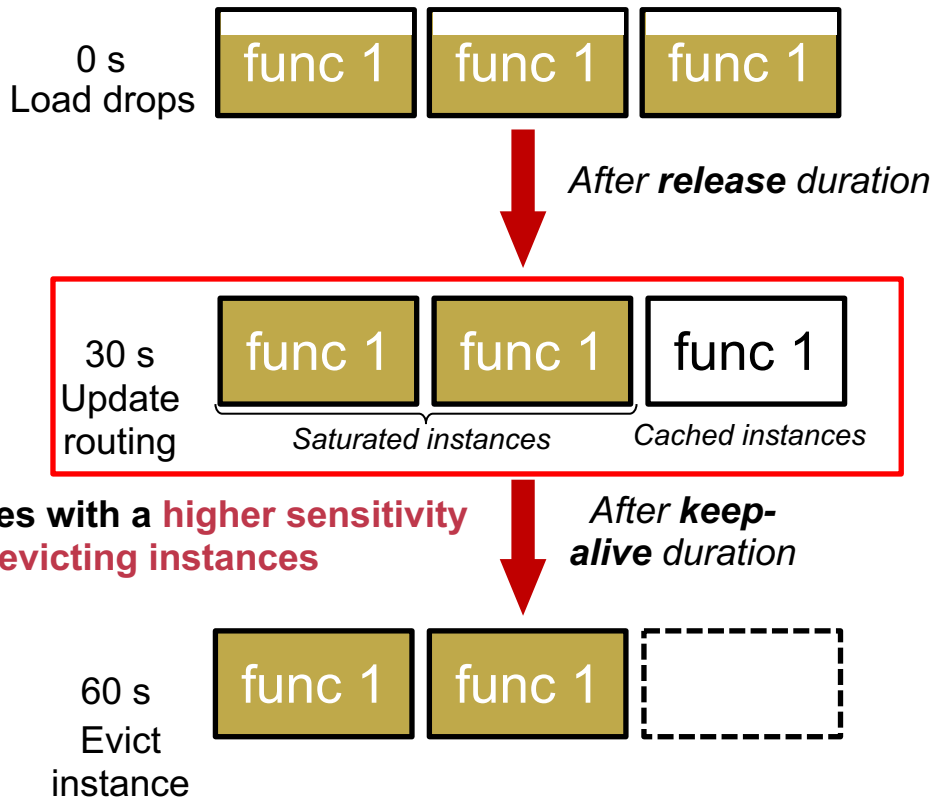 0 s
Load drops
func 1 func 1 func 1
After release duration
30 s
Update
routing
func 1 func 1 func 1
Saturated instances
Cached instances
es with a higher sensitivity
evicting instances
After keep-
alive duration
60 s
Evict
instance
func 1 func 1